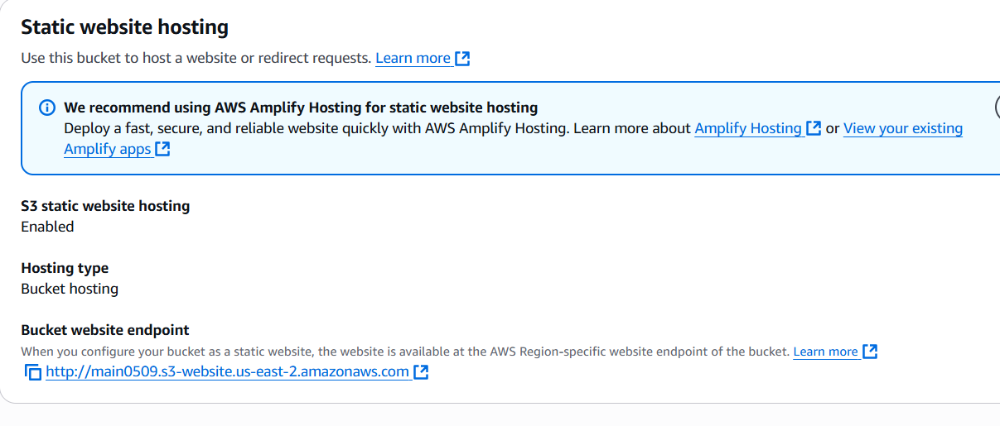 Static website hosting
Use this bucket to host a website or redirect requests. Learn more
We recommend using AWS Amplify Hosting for static website hosting
Deploy a fast, secure, and reliable website quickly with AWS Amplify Hosting. Learn more about Amplify Hosting or View your existing
Amplify apps
S3 static website hosting
Enabled
Hosting type
Bucket hosting
Bucket website endpoint
When you configure your bucket as a static website, the website is available at the AWS Region-specific website endpoint of the bucket. Learn more
http://main0509.s3-website.us-east-2.amazonaws.com